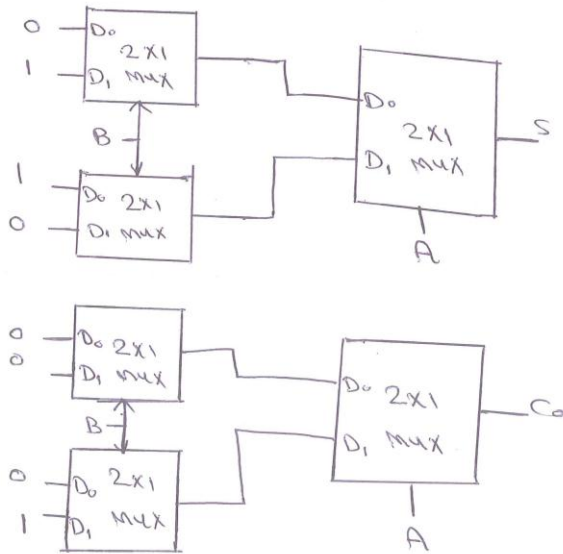 0 D0 2x1
1 D1 MUX
D0
B 2x1 S
1 D0 2x1 D1 MUX
0 D1 MUX
A
0 D0 2x1
0 D1 MUX D0 2x1 Co
B
D1 MUX
0 D0 2x1
1 D1 MUX A